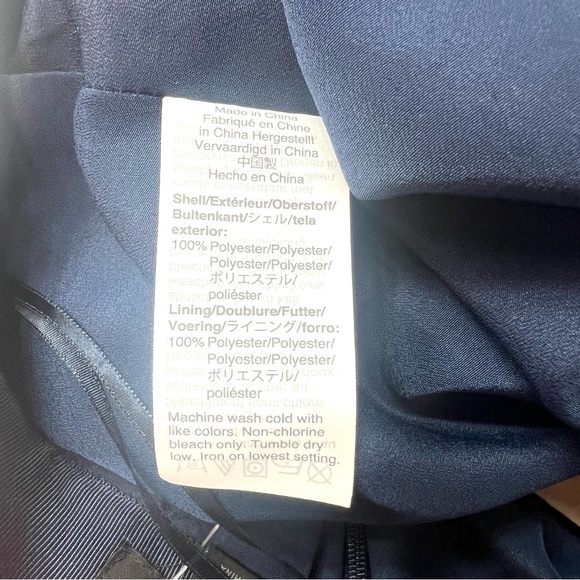 Made in China
Fabriqué en Chine
in China Hergestellt
Vervaardigd in China
中国製
Hecho en China
Shell/Extérieur/Oberstoff/
Buitenkant/シェル/tela
exterior:
100% Polyester/Polyester/
Polyester/Polyester/
ポリエステル/
poliéster
Lining/Doublure/Futter/
Voering/ライニング/forro:
100% Polyester/Polyester/
Polyester/Polyester/
ポリエステル/
poliéster
Machine wash cold with
like colors. Non-chlorine
bleach only. Tumble dry
low. Iron on lowest setting.